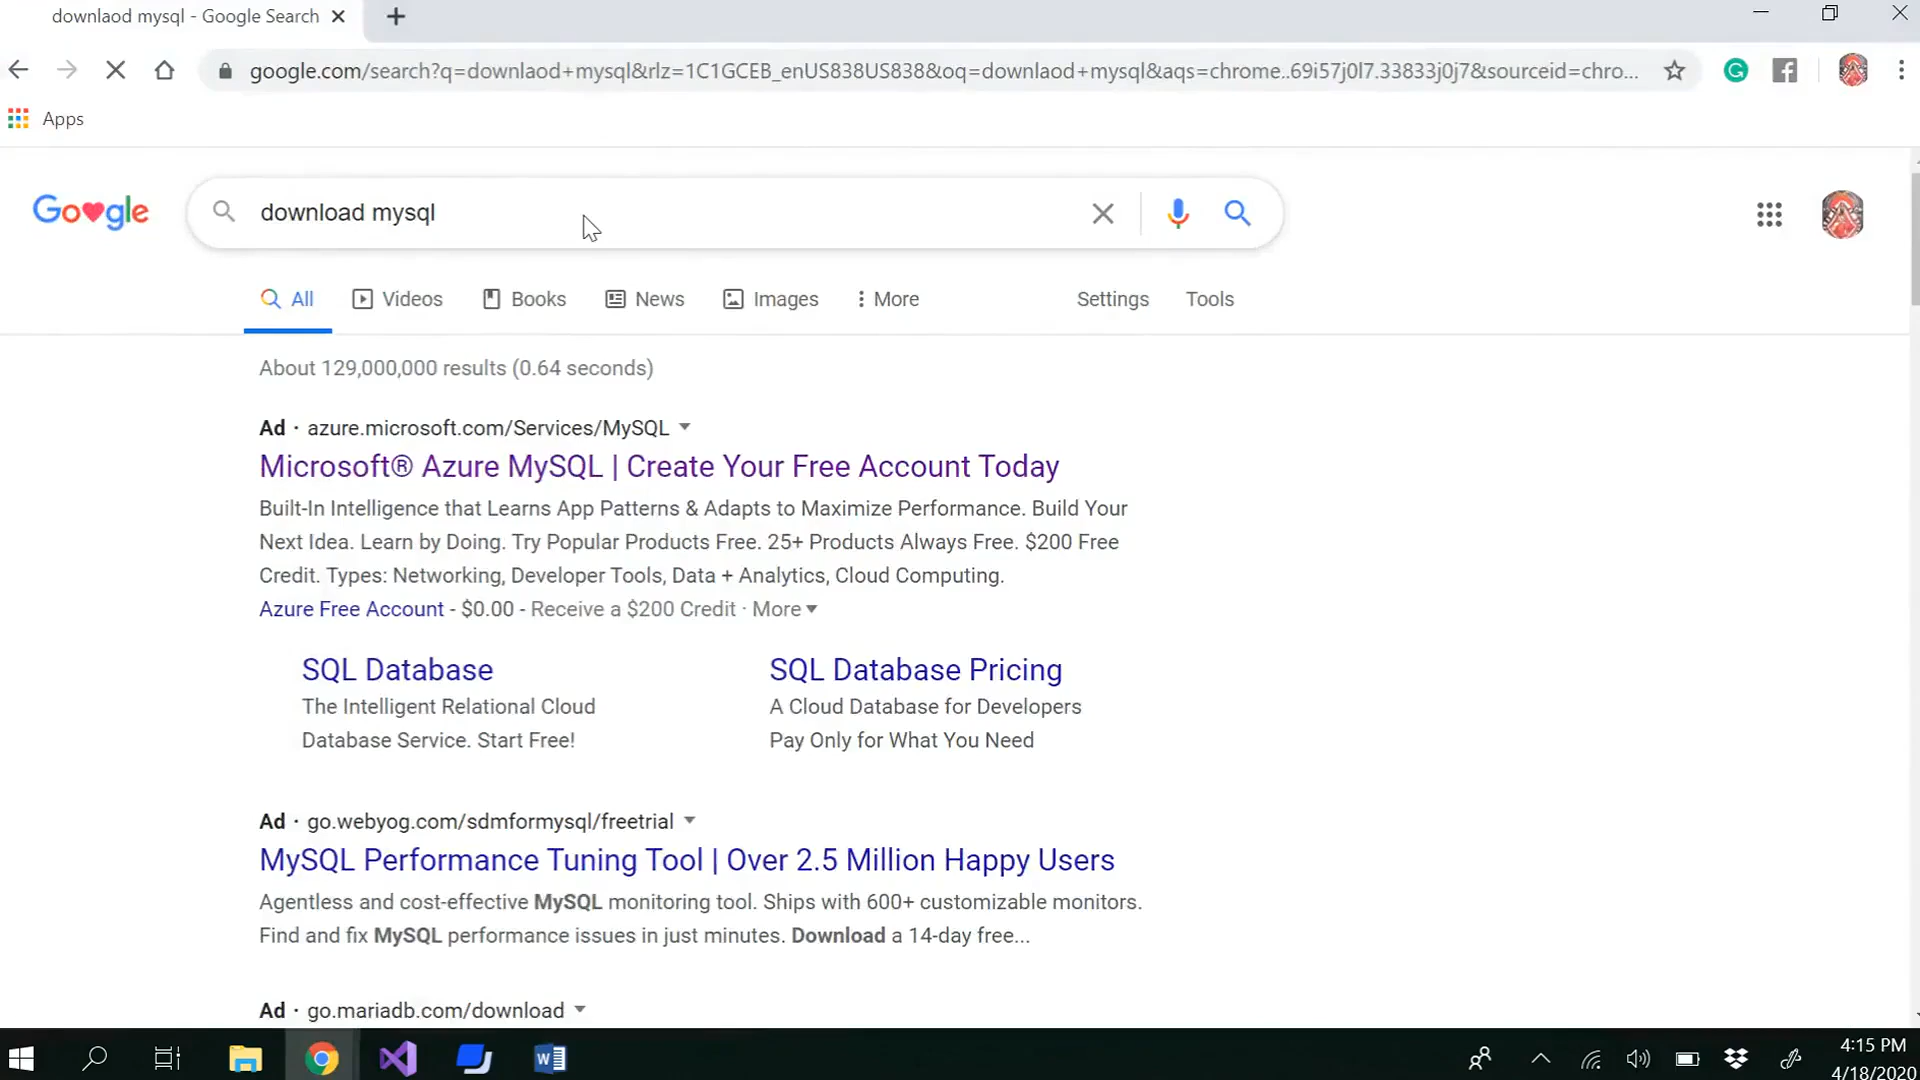 downlaod mysql - Google Search
google.com/search?q=downlaod+mysql&rlz=1C1GCEB_enUS838US838&oq=downlaod+mysql&aqs=chrome..69i57j0l7.33833j0j7&sourceid=chro...
Apps
Google
download mysql
All Videos Books News Images More Settings Tools
About 129,000,000 results (0.64 seconds)
Ad · azure.microsoft.com/Services/MySQL
Microsoft® Azure MySQL | Create Your Free Account Today
Built-In Intelligence that Learns App Patterns & Adapts to Maximize Performance. Build Your
Next Idea. Learn by Doing. Try Popular Products Free. 25+ Products Always Free. $200 Free
Credit. Types: Networking, Developer Tools, Data + Analytics, Cloud Computing.
Azure Free Account - $0.00 - Receive a $200 Credit · More
SQL Database
The Intelligent Relational Cloud
Database Service. Start Free!
SQL Database Pricing
A Cloud Database for Developers
Pay Only for What You Need
Ad · go.webyog.com/sdmformysql/freetrial
MySQL Performance Tuning Tool | Over 2.5 Million Happy Users
Agentless and cost-effective MySQL monitoring tool. Ships with 600+ customizable monitors.
Find and fix MySQL performance issues in just minutes. Download a 14-day free...
Ad · go.mariadb.com/download
4:15 PM
4/18/2020